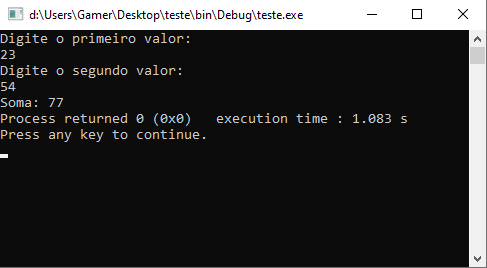 d:\Users\Gamer\Desktop\teste\bin\Debug\teste.exe
Digite o primeiro valor:
23
Digite o segundo valor:
54
Soma: 77
Process returned 0 (0x0)   execution time : 1.083 s
Press any key to continue.